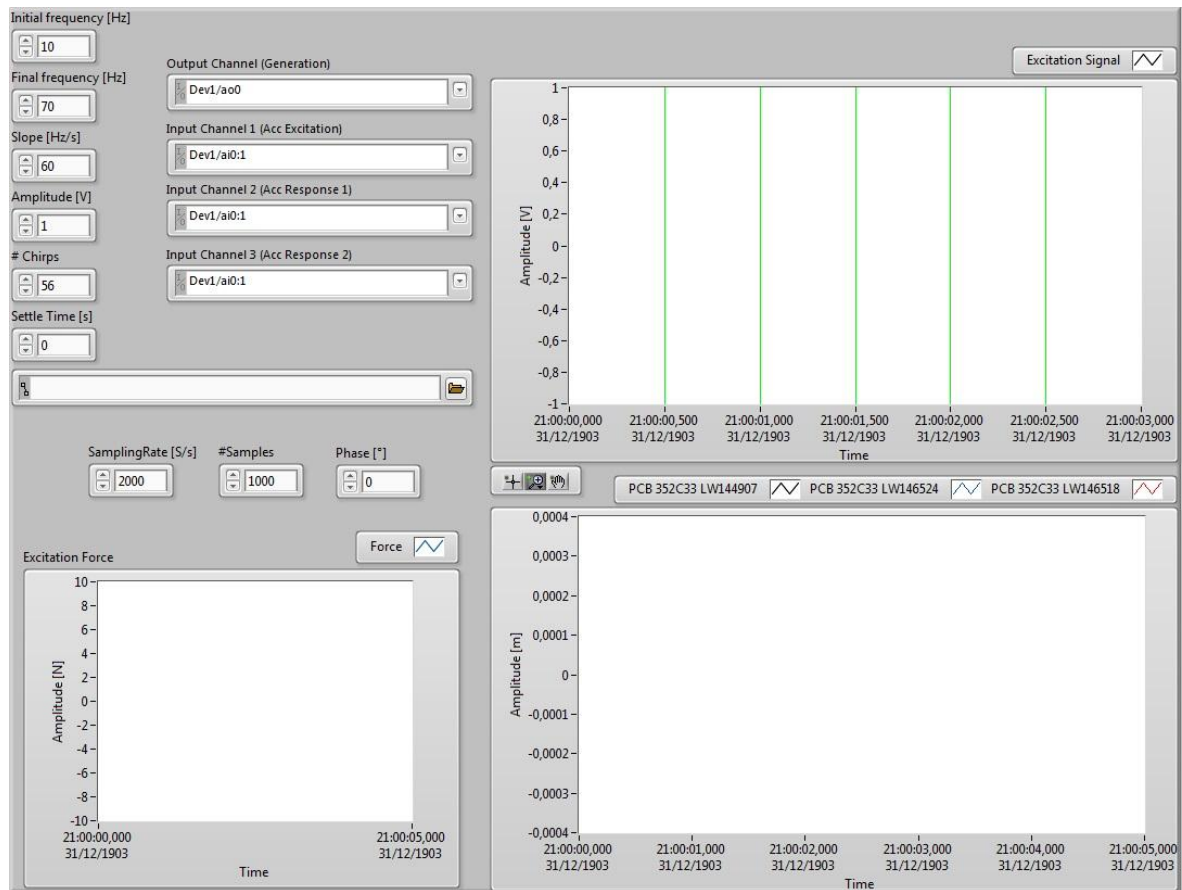 Initial frequency [Hz]
10
Final frequency [Hz]
70
Slope [Hz/s]
60
Amplitude [V]
1
# Chirps
56
Settle Time [s]
0
Output Channel (Generation)
Dev1/ao0
Input Channel 1 (Acc Excitation)
Dev1/ai0:1
Input Channel 2 (Acc Response 1)
Dev1/ai0:1
Input Channel 3 (Acc Response 2)
Dev1/ai0:1
SamplingRate [S/s]
2000
#Samples
1000
Phase [°]
0
Excitation Signal
Amplitude [V]
1
0,8
0,6
0,4
0,2
0
-0,2
-0,4
-0,6
-0,8
-1
21:00:00,000 21:00:00,500 21:00:01,000 21:00:01,500 21:00:02,000 21:00:02,500 21:00:03,000
31/12/1903 31/12/1903 31/12/1903 31/12/1903 31/12/1903 31/12/1903 31/12/1903
Time
Excitation Force
Force
Amplitude [N]
10
8
6
4
2
0
-2
-4
-6
-8
-10
21:00:00,000 21:00:05,000
31/12/1903 31/12/1903
Time
PCB 352C33 LW144907 PCB 352C33 LW146524 PCB 352C33 LW146518
Amplitude [m]
0,0004
0,0003
0,0002
0,0001
0
-0,0001
-0,0002
-0,0003
-0,0004
21:00:00,000 21:00:01,000 21:00:02,000 21:00:03,000 21:00:04,000 21:00:05,000
31/12/1903 31/12/1903 31/12/1903 31/12/1903 31/12/1903 31/12/1903
Time